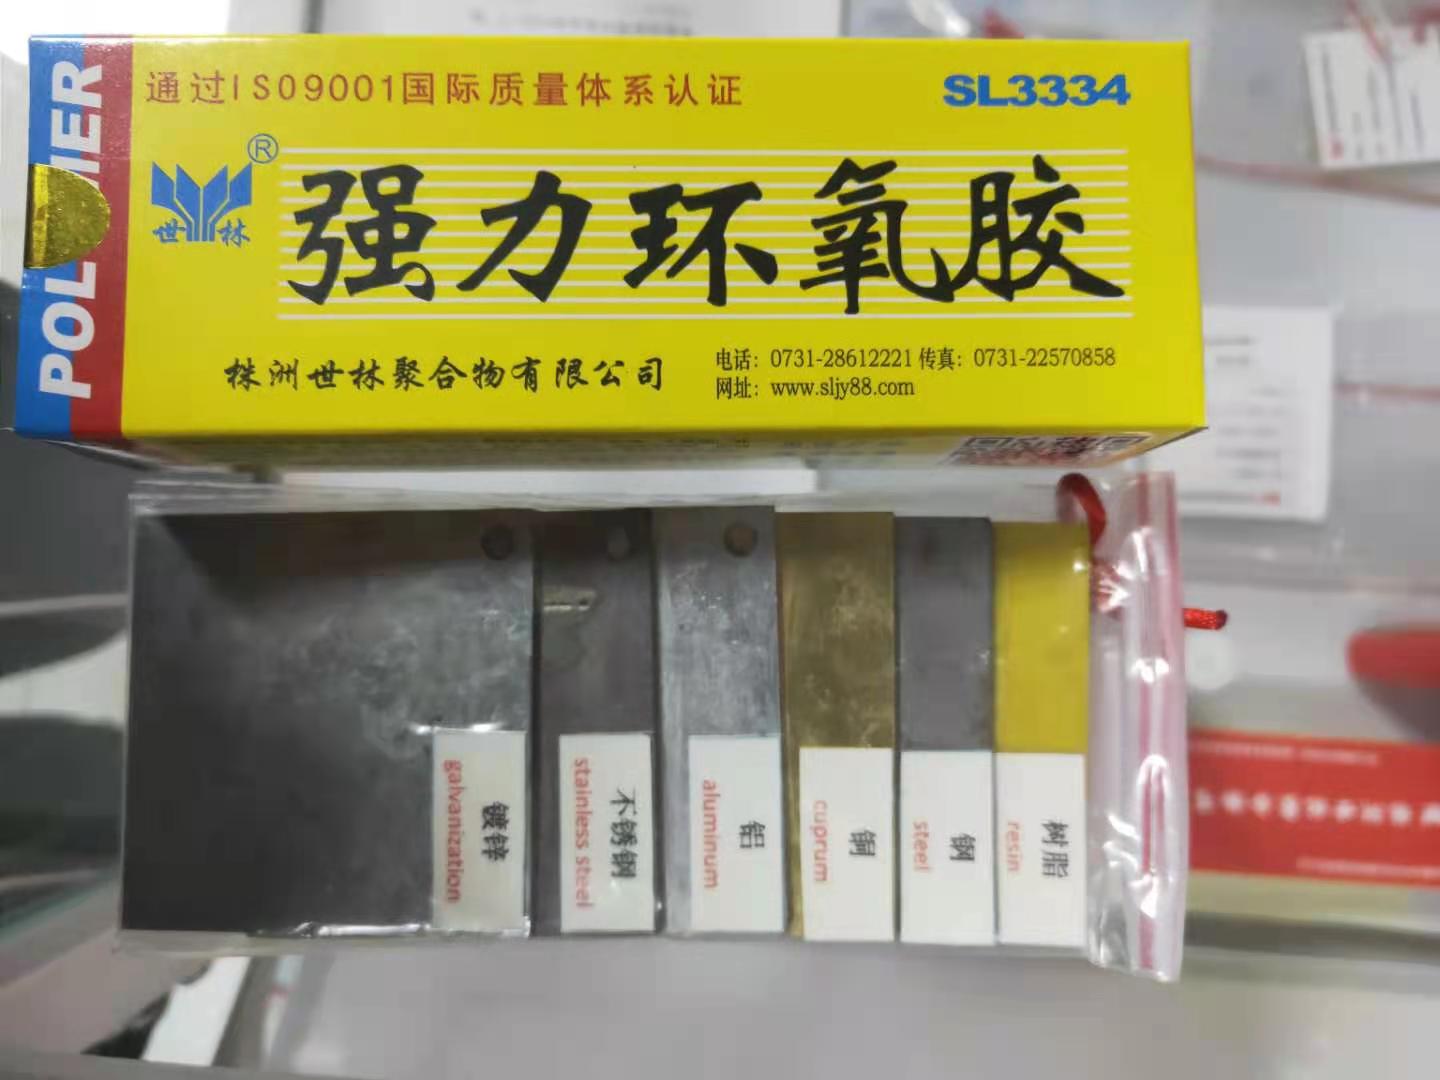 POLYMER
通过ISO9001国际质量体系认证
SL3334
®
世林
强力环氧胶
株洲世林聚合物有限公司
电话：0731-28612221 传真：0731-22570858
网址：www.sljy88.com
镀锌
galvanization
不锈钢
stainless steel
铝
aluminum
铜
cuprum
钢
steel
树脂
resin